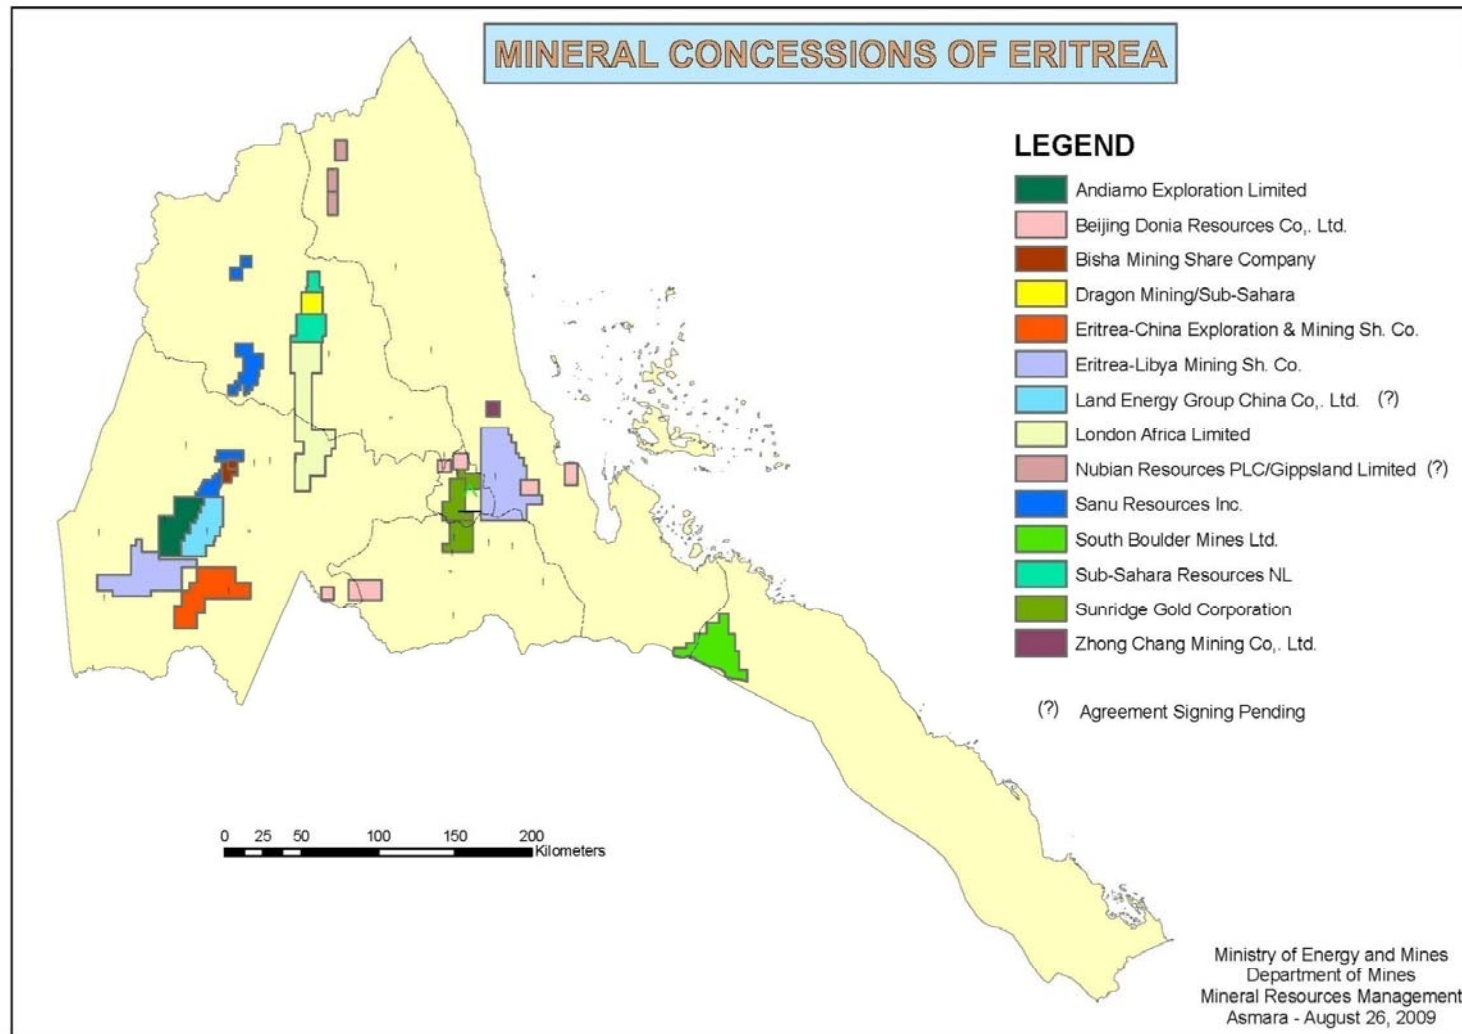 MINERAL CONCESSIONS OF ERITREA
LEGEND
Andiamo Exploration Limited
Beijing Donia Resources Co,. Ltd.
Bisha Mining Share Company
Dragon Mining/Sub-Sahara
Eritrea-China Exploration & Mining Sh. Co.
Eritrea-Libya Mining Sh. Co.
Land Energy Group China Co,. Ltd. (?)
London Africa Limited
Nubian Resources PLC/Gippsland Limited (?)
Sanu Resources Inc.
South Boulder Mines Ltd.
Sub-Sahara Resources NL
Sunridge Gold Corporation
Zhong Chang Mining Co,. Ltd.
(?) Agreement Signing Pending
0 25 50 100 150 200
Kilometers
Ministry of Energy and Mines
Department of Mines
Mineral Resources Management
Asmara - August 26, 2009